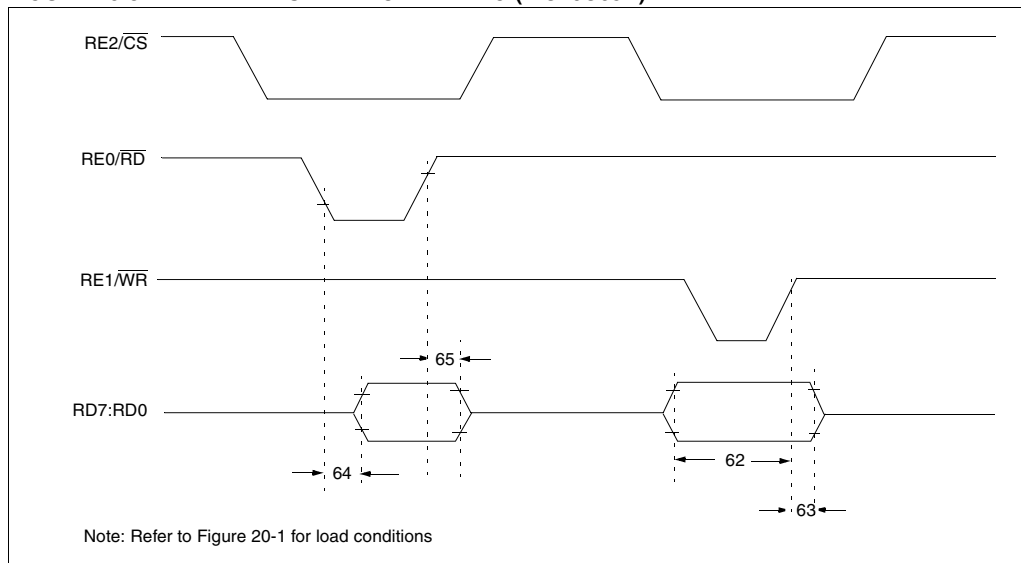 RE2/CS
RE0/RD
RE1/WR
65
RD7:RD0
62
64
63
Note: Refer to Figure 20-1 for load conditions